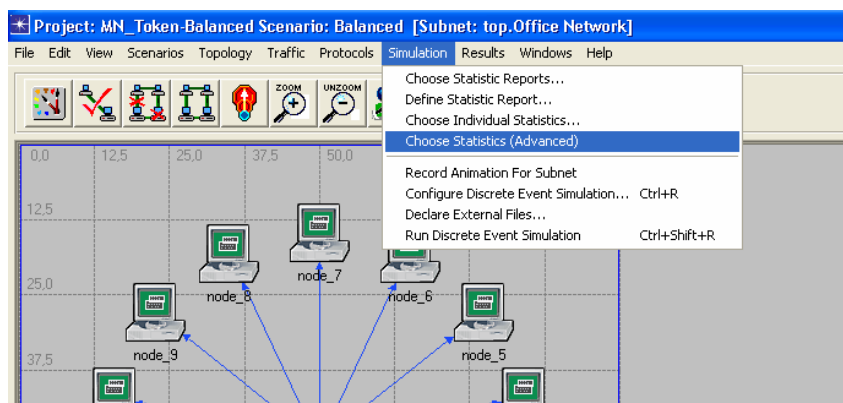 Project: MN_Token-Balanced Scenario: Balanced [Subnet: top.Office Network]
File Edit View Scenarios Topology Traffic Protocols Simulation Results Windows Help
ZOOM UNZOOM
Choose Statistic Reports...
Define Statistic Report...
Choose Individual Statistics...
Choose Statistics (Advanced)
Record Animation For Subnet
Configure Discrete Event Simulation... Ctrl+R
Declare External Files...
Run Discrete Event Simulation Ctrl+Shift+R
0,0 12,5 25,0 37,5 50,0
12,5
node_7
25,0
node_8 node_6
node_9 node_5
37,5